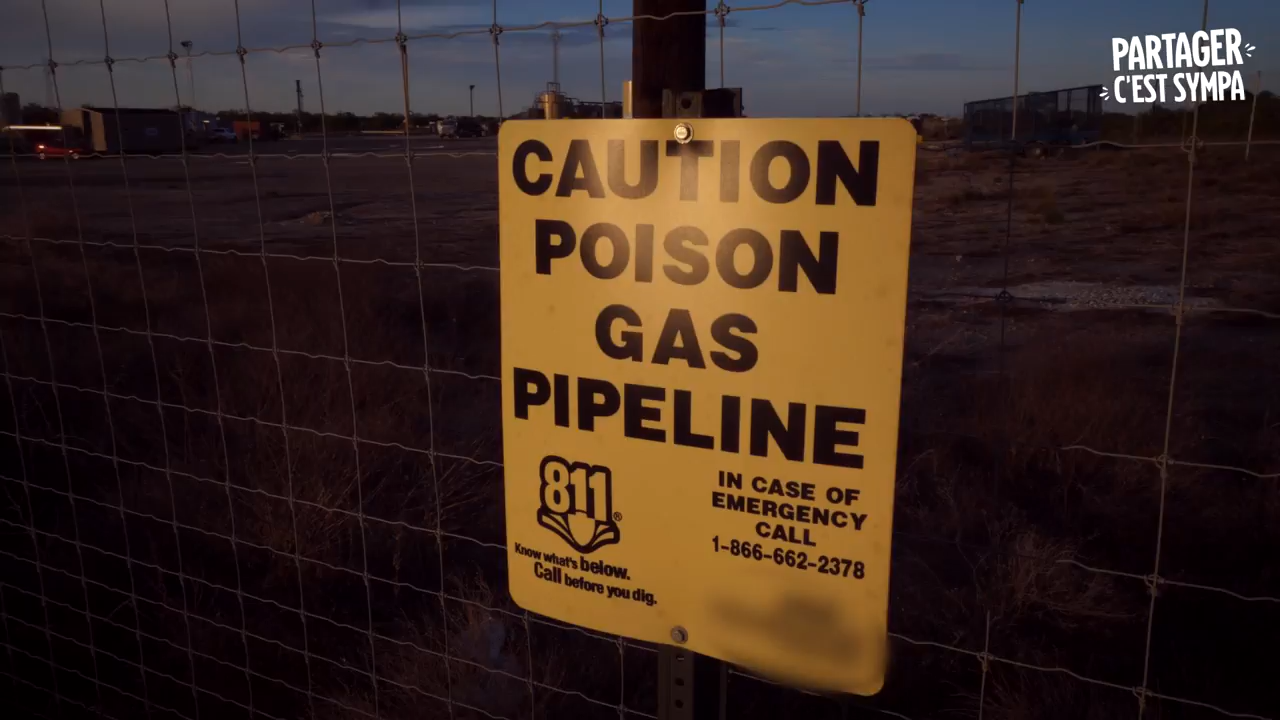 PARTAGER
C'EST SYMPA
CAUTION
POISON
GAS
PIPELINE
811®
Know what's below.
Call before you dig.
IN CASE OF
EMERGENCY
CALL
1-866-662-2378